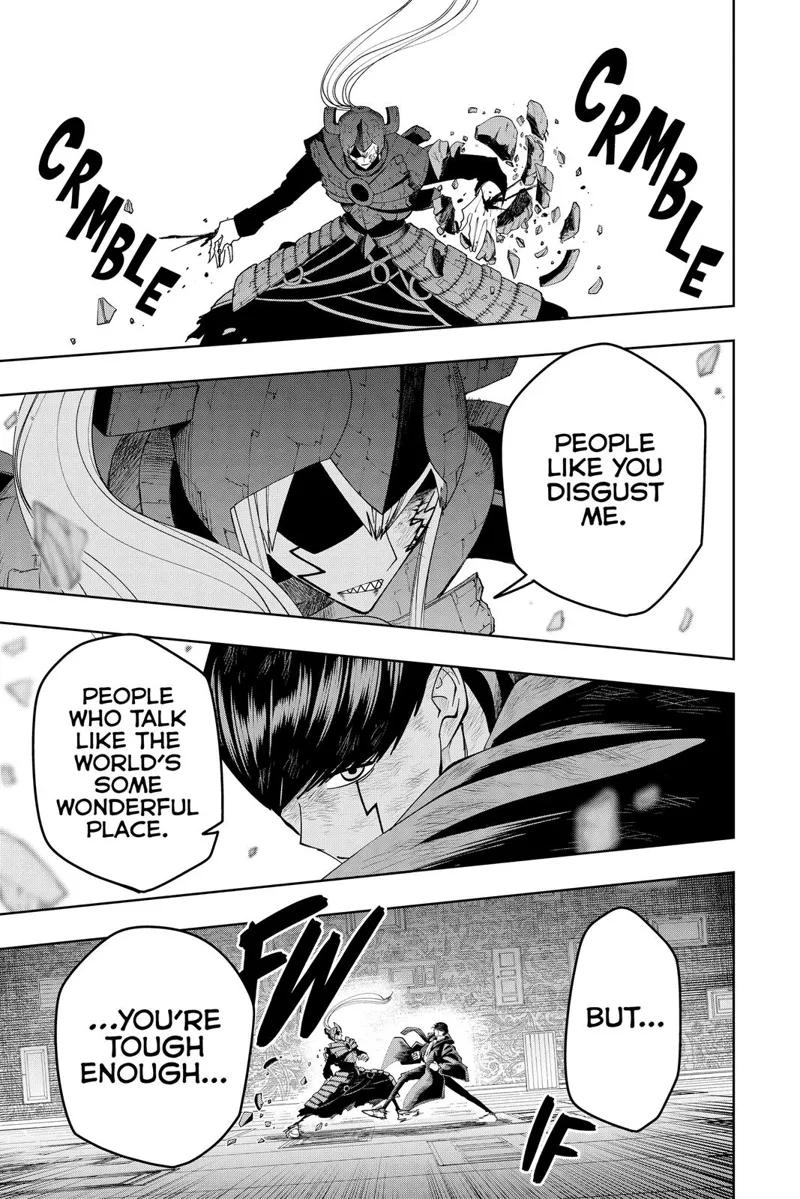 CRMBLE
CRMBLE
PEOPLE
LIKE YOU
DISGUST
ME.
PEOPLE
WHO TALK
LIKE THE
WORLD'S
SOME
WONDERFUL
PLACE.
BUT...
FW
IF
...YOU'RE
TOUGH
ENOUGH...